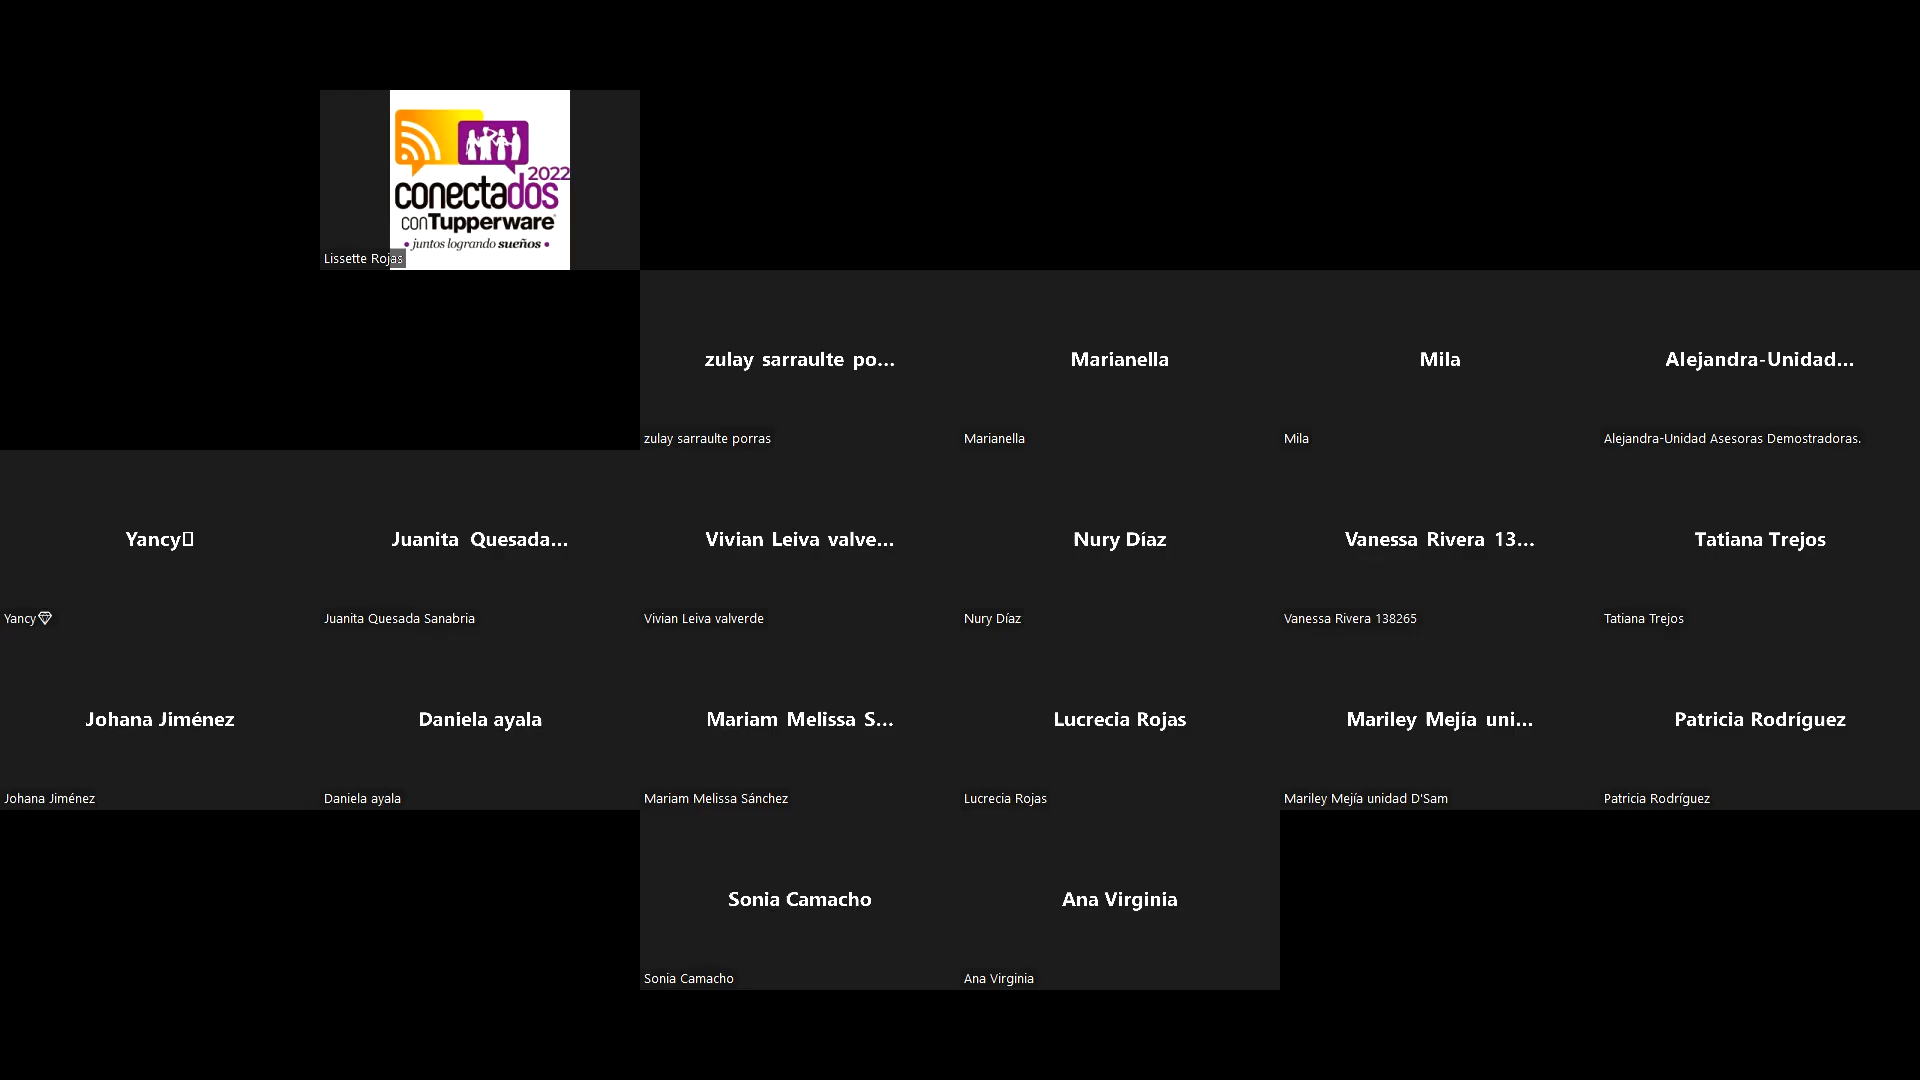 2022
conectados
conTupperware
• juntos logrando sueños •
Lissette Rojas
zulay sarraulte po...
Marianella
Mila
Alejandra-Unidad...
zulay sarraulte porras
Marianella
Mila
Alejandra-Unidad Asesoras Demostradoras.
Yancy
Juanita Quesada...
Vivian Leiva valve...
Nury Díaz
Vanessa Rivera 13...
Tatiana Trejos
Yancy💎
Juanita Quesada Sanabria
Vivian Leiva valverde
Nury Díaz
Vanessa Rivera 138265
Tatiana Trejos
Johana Jiménez
Daniela ayala
Mariam Melissa S...
Lucrecia Rojas
Mariley Mejía uni...
Patricia Rodríguez
Johana Jiménez
Daniela ayala
Mariam Melissa Sánchez
Lucrecia Rojas
Mariley Mejía unidad D'Sam
Patricia Rodríguez
Sonia Camacho
Ana Virginia
Sonia Camacho
Ana Virginia